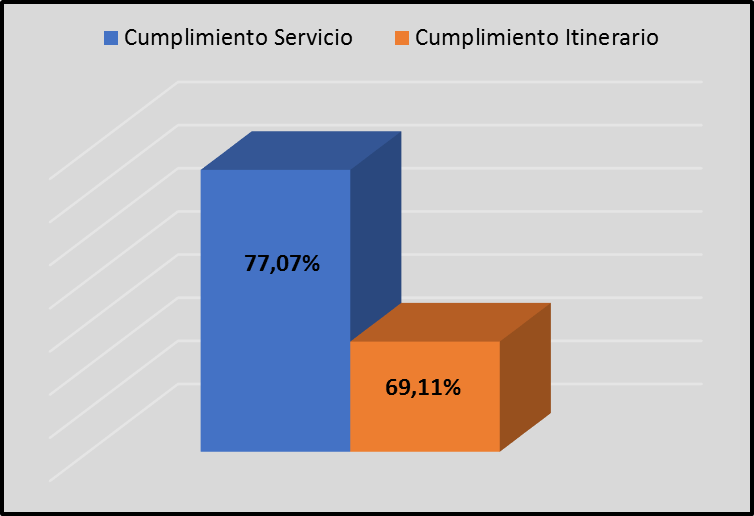 Cumplimiento Servicio Cumplimiento Itinerario
77,07%
69,11%